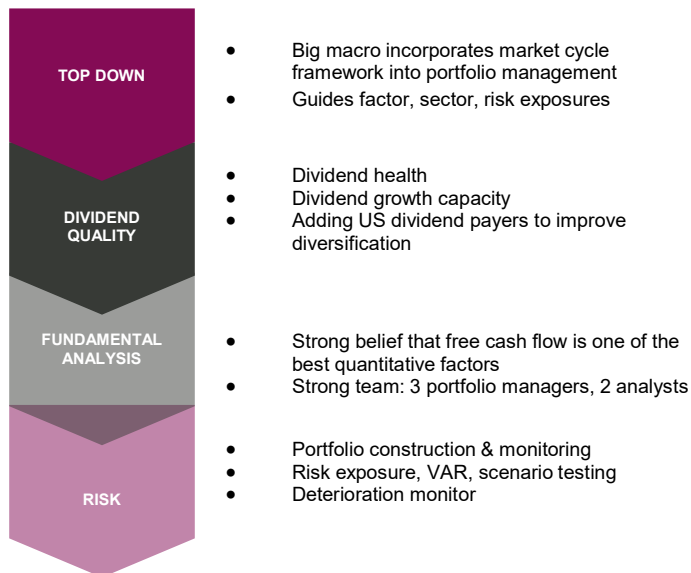 TOP DOWN
• Big macro incorporates market cycle
framework into portfolio management
• Guides factor, sector, risk exposures
DIVIDEND
QUALITY
• Dividend health
• Dividend growth capacity
• Adding US dividend payers to improve
diversification
FUNDAMENTAL
ANALYSIS
• Strong belief that free cash flow is one of the
best quantitative factors
• Strong team: 3 portfolio managers, 2 analysts
RISK
• Portfolio construction & monitoring
• Risk exposure, VAR, scenario testing
• Deterioration monitor